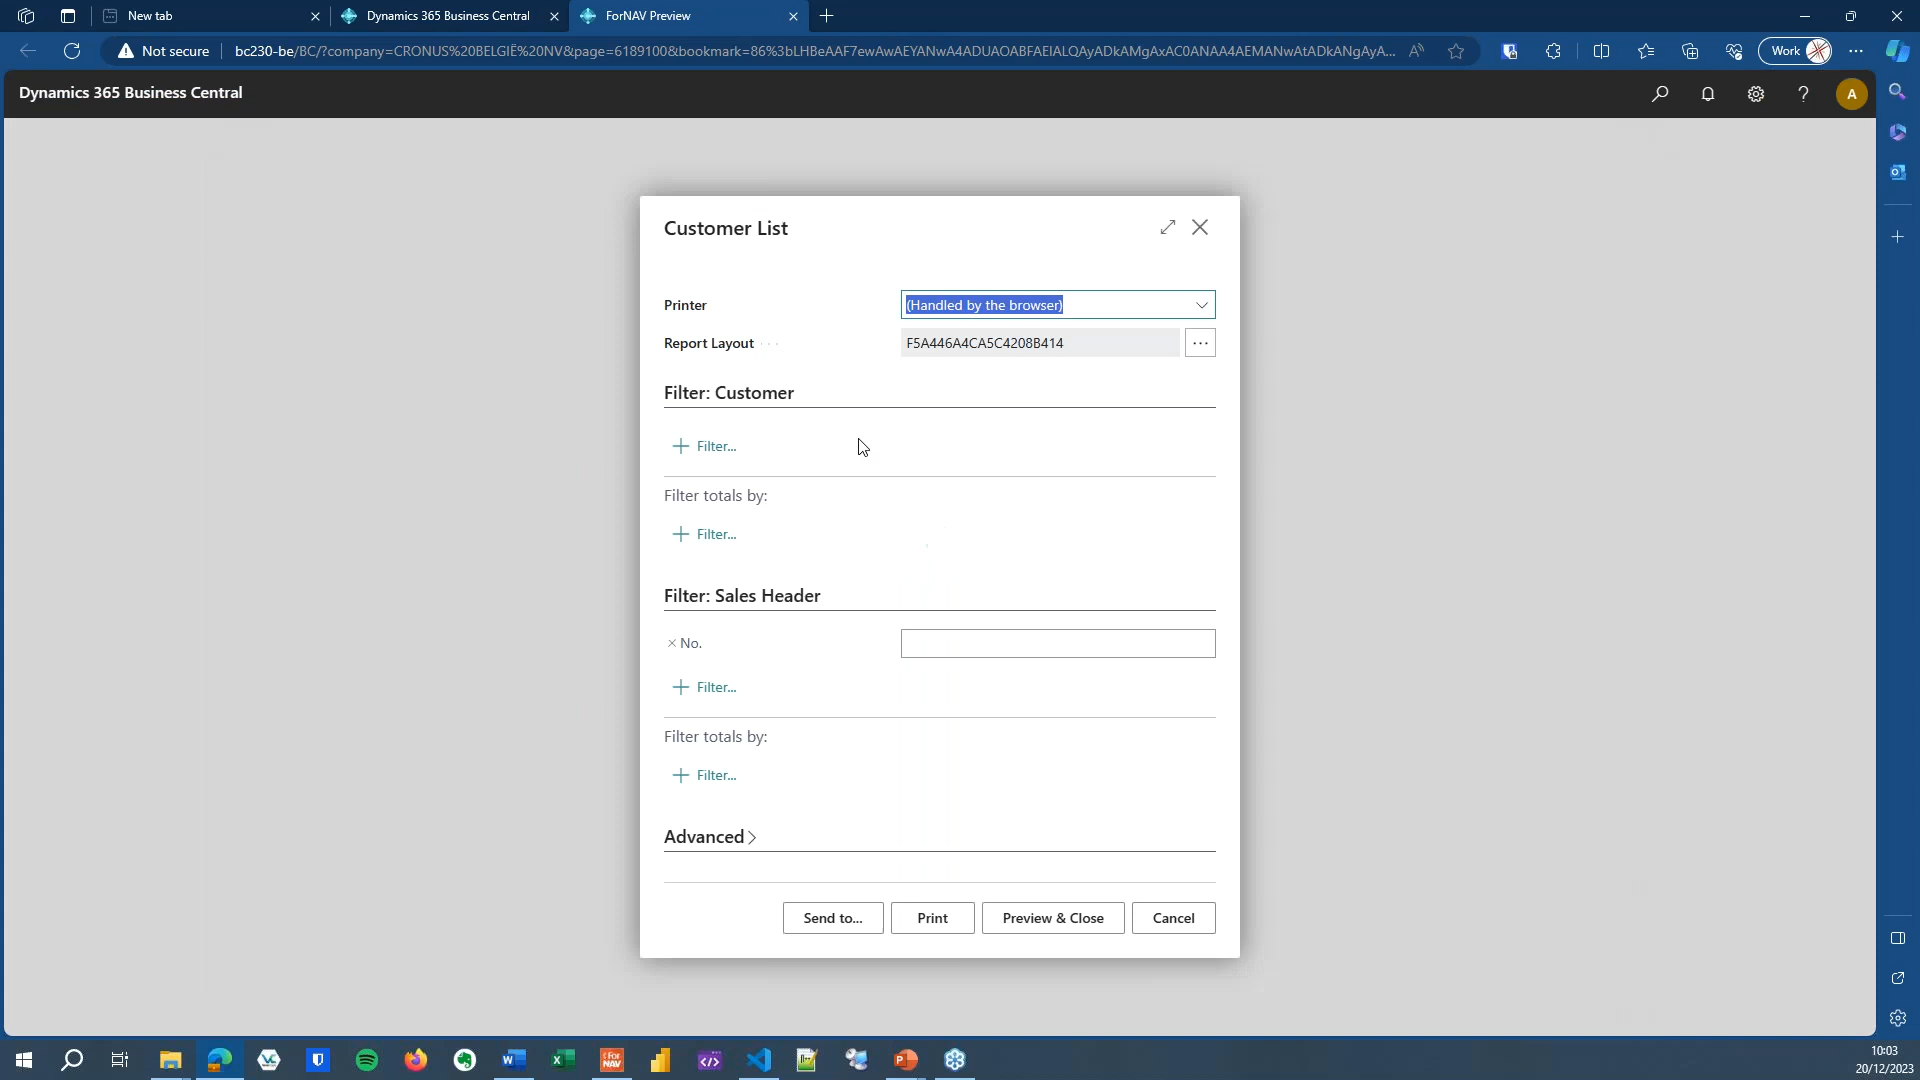 New tab
Dynamics 365 Business Central
ForNAV Preview
Not secure
bc230-be/BC/?company=CRONUS%20BELGIË%20NV&page=6189100&bookmark=86%3bLHBeAAF7ewAwAEYANwA4ADUAOABFAEIALQAyADkAMgAxAC0ANAA4AEMANwAtADkANgAyA...
Work
Dynamics 365 Business Central
A
Customer List
Printer
(Handled by the browser)
Report Layout
F5A446A4CA5C4208B414
Filter: Customer
Filter...
Filter totals by:
Filter...
Filter: Sales Header
No.
Filter...
Filter totals by:
Filter...
Advanced
Send to...
Print
Preview & Close
Cancel
10:03
20/12/2023